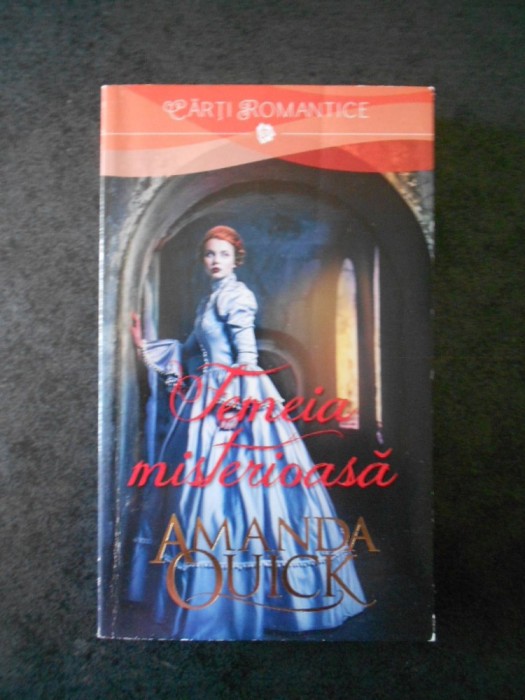 CĂRȚI ROMANTICE
Femeia
misterioasă
AMANDA
QUICK